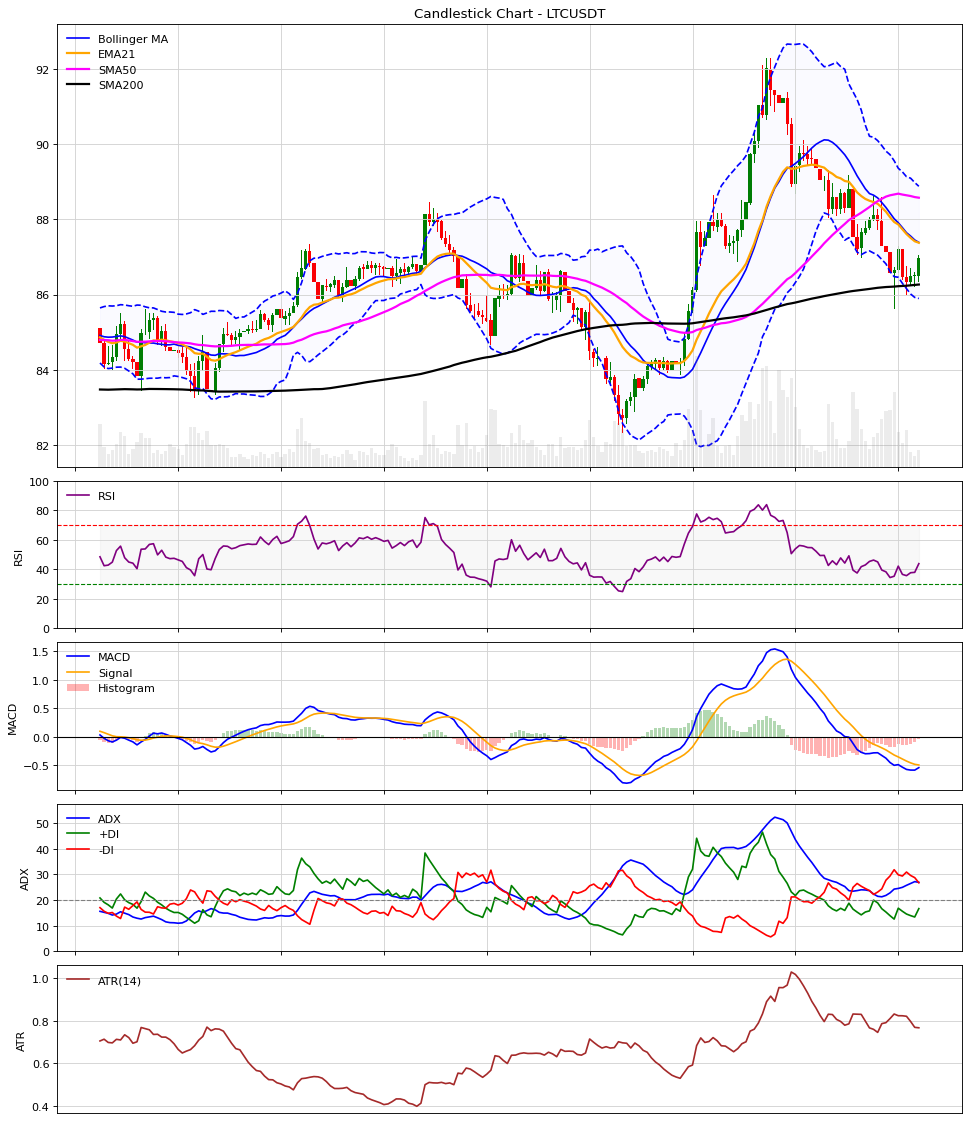 Candlestick Chart - LTCUSDT
Bollinger MA
EMA21
SMA50
SMA200
92
90
88
86
84
82
RSI
RSI
100
80
60
40
20
0
MACD
MACD
Signal
Histogram
1.5
1.0
0.5
0.0
−0.5
ADX
ADX
+DI
-DI
50
40
30
20
10
0
ATR
ATR(14)
1.0
0.8
0.6
0.4